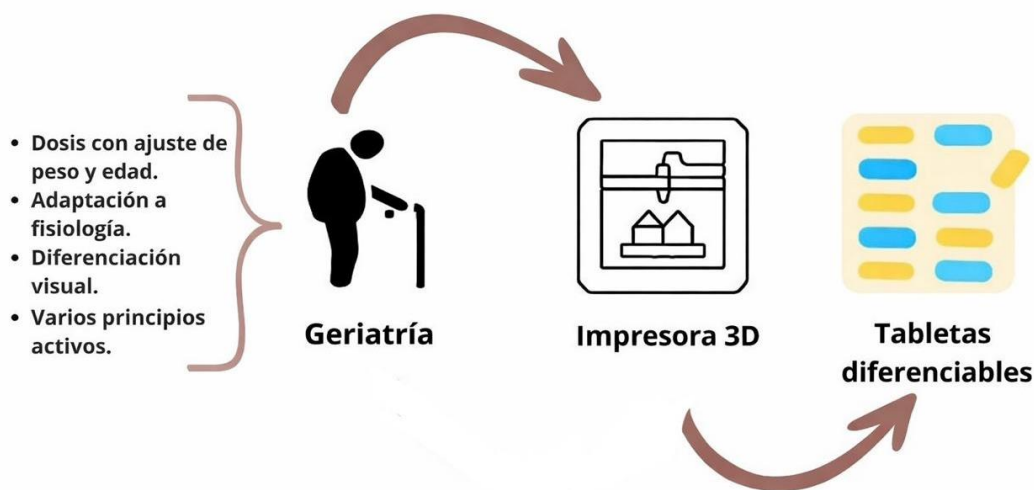 • Dosis con ajuste de
peso y edad.
• Adaptación a
fisiología.
• Diferenciación
visual.
• Varios principios
activos.
Geriatría
Impresora 3D
Tabletas
diferenciables